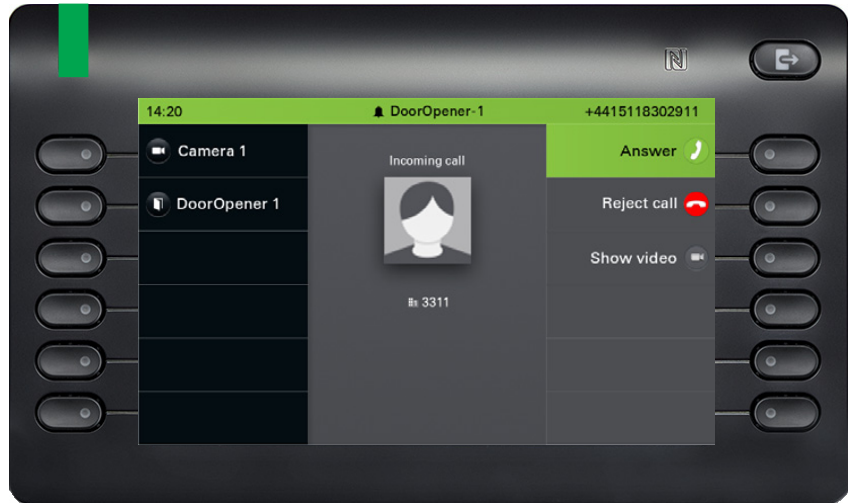 14:20 DoorOpener-1 +4415118302911
Camera 1
DoorOpener 1
Incoming call
3311
Answer
Reject call
Show video